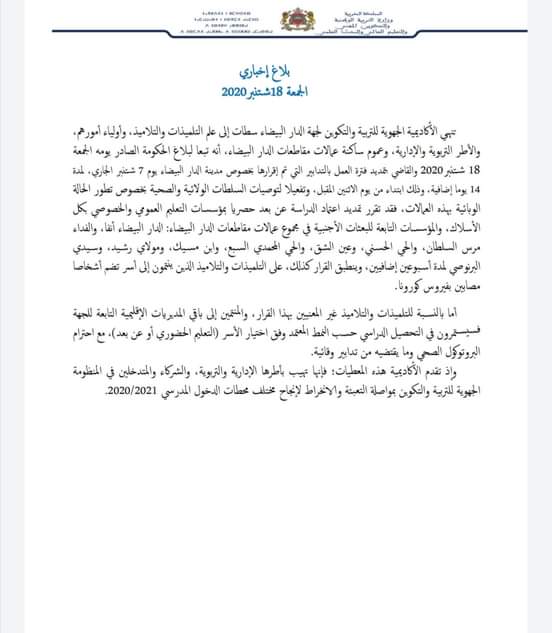 المملكة المغربية
وزارة التربية الوطنية
والتكوين المهني
والتعليم العالي والبحث العلمي
بلاغ إخباري
الجمعة 18شتنبر2020
تنهي الأكاديمية الجهوية للتربية والتكوين لجهة الدار البيضاء سطات إلى علم التلميذات والتلاميذ، وأولياء أمورهم،
والأطر التربوية والإدارية، وعموم ساكنة عمالات مقاطعات الدار البيضاء، أنه تبعا لبلاغ الحكومة الصادر يومه الجمعة
18 شتنبر 2020 والقاضي بتمديد فترة العمل بالتدابير التي تم إقرارها بخصوص مدينة الدار البيضاء يوم 7 شتنبر الجاري، لمدة
14 يوما إضافية، وذلك ابتداء من يوم الاثنين المقبل، وتفعيلا لتوصيات السلطات الولائية والصحية بخصوص تطور الحالة
الوبائية بهذه العمالات، فقد تقرر تمديد اعتماد الدراسة عن بعد حصريا بمؤسسات التعليم العمومي والخصوصي بكل
الأسلاك، والمؤسسات التابعة للبعثات الأجنبية في مجموع عمالات مقاطعات الدار البيضاء: الدار البيضاء أنفا، والفداء
مرس السلطان، والحي الحسني، وعين الشق، والحي المحمدي السبع، وابن مسيك، ومولاي رشيد، وسيدي
البرنوصي لمدة أسبوعين إضافيين، وينطبق القرار كذلك، على التلميذات والتلاميذ الذين ينتمون إلى أسر تضم أشخاصا
مصابين بفيروس كورونا.
أما بالنسبة للتلميذات والتلاميذ غير المعنيين بهذا القرار، والمنتمين إلى باقي المديريات الإقليمية التابعة للجهة
فسيستمرون في التحصيل الدراسي حسب النمط المعتمد وفق اختيار الأسر (التعليم الحضوري أو عن بعد)، مع احترام
البروتوكول الصحي وما يقتضيه من تدابير وقائية.
وإذ تقدم الأكاديمية هذه المعطيات؛ فإنها تهيب بأطرها الإدارية والتربوية، والشركاء والمتدخلين في المنظومة
الجهوية للتربية والتكوين بمواصلة التعبئة والانخراط لإنجاح مختلف محطات الدخول المدرسي 2020/2021.